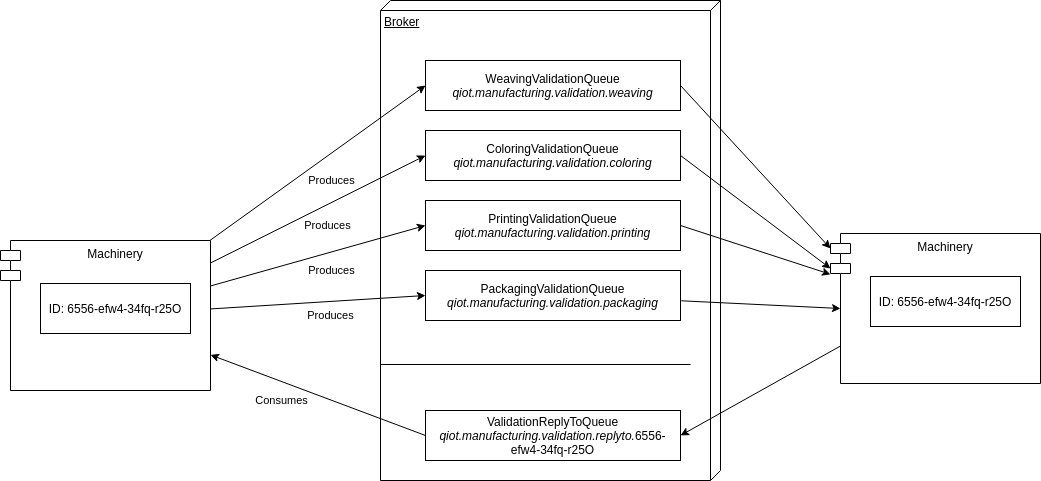 Broker
WeavingValidationQueue
qiot.manufacturing.validation.weaving
ColoringValidationQueue
qiot.manufacturing.validation.coloring
Produces
PrintingValidationQueue
qiot.manufacturing.validation.printing
Produces
Machinery
Machinery
Produces
PackagingValidationQueue
qiot.manufacturing.validation.packaging
ID: 6556-efw4-34fq-r25O
ID: 6556-efw4-34fq-r25O
Produces
Consumes
ValidationReplyToQueue
qiot.manufacturing.validation.replyto.6556-
efw4-34fq-r25O